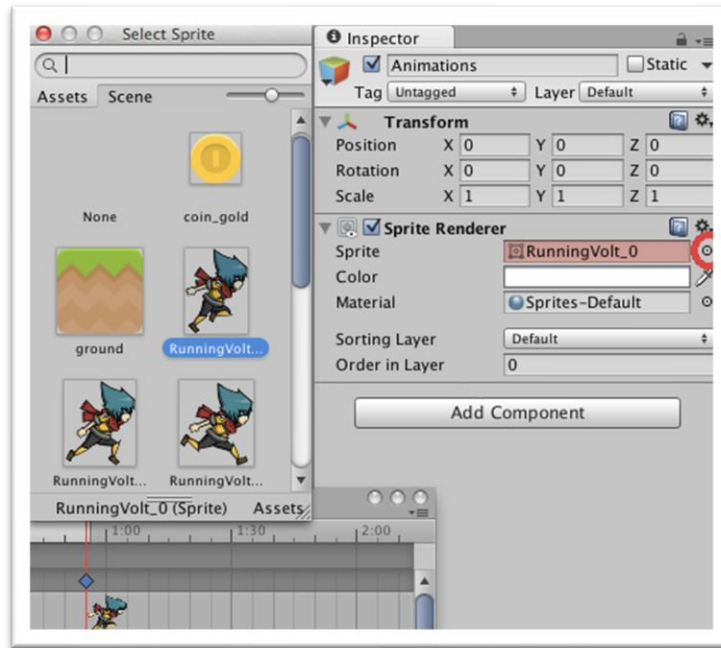 Select Sprite
Assets Scene
None
coin_gold
ground
RunningVolt...
RunningVolt...
RunningVolt...
RunningVolt_0 (Sprite) Assets
Inspector
Animations Static
Tag Untagged Layer Default
Transform
Position X 0 Y 0 Z 0
Rotation X 0 Y 0 Z 0
Scale X 1 Y 1 Z 1
Sprite Renderer
Sprite RunningVolt_0
Color
Material Sprites-Default
Sorting Layer Default
Order in Layer 0
Add Component
1:00 1:30 2:00